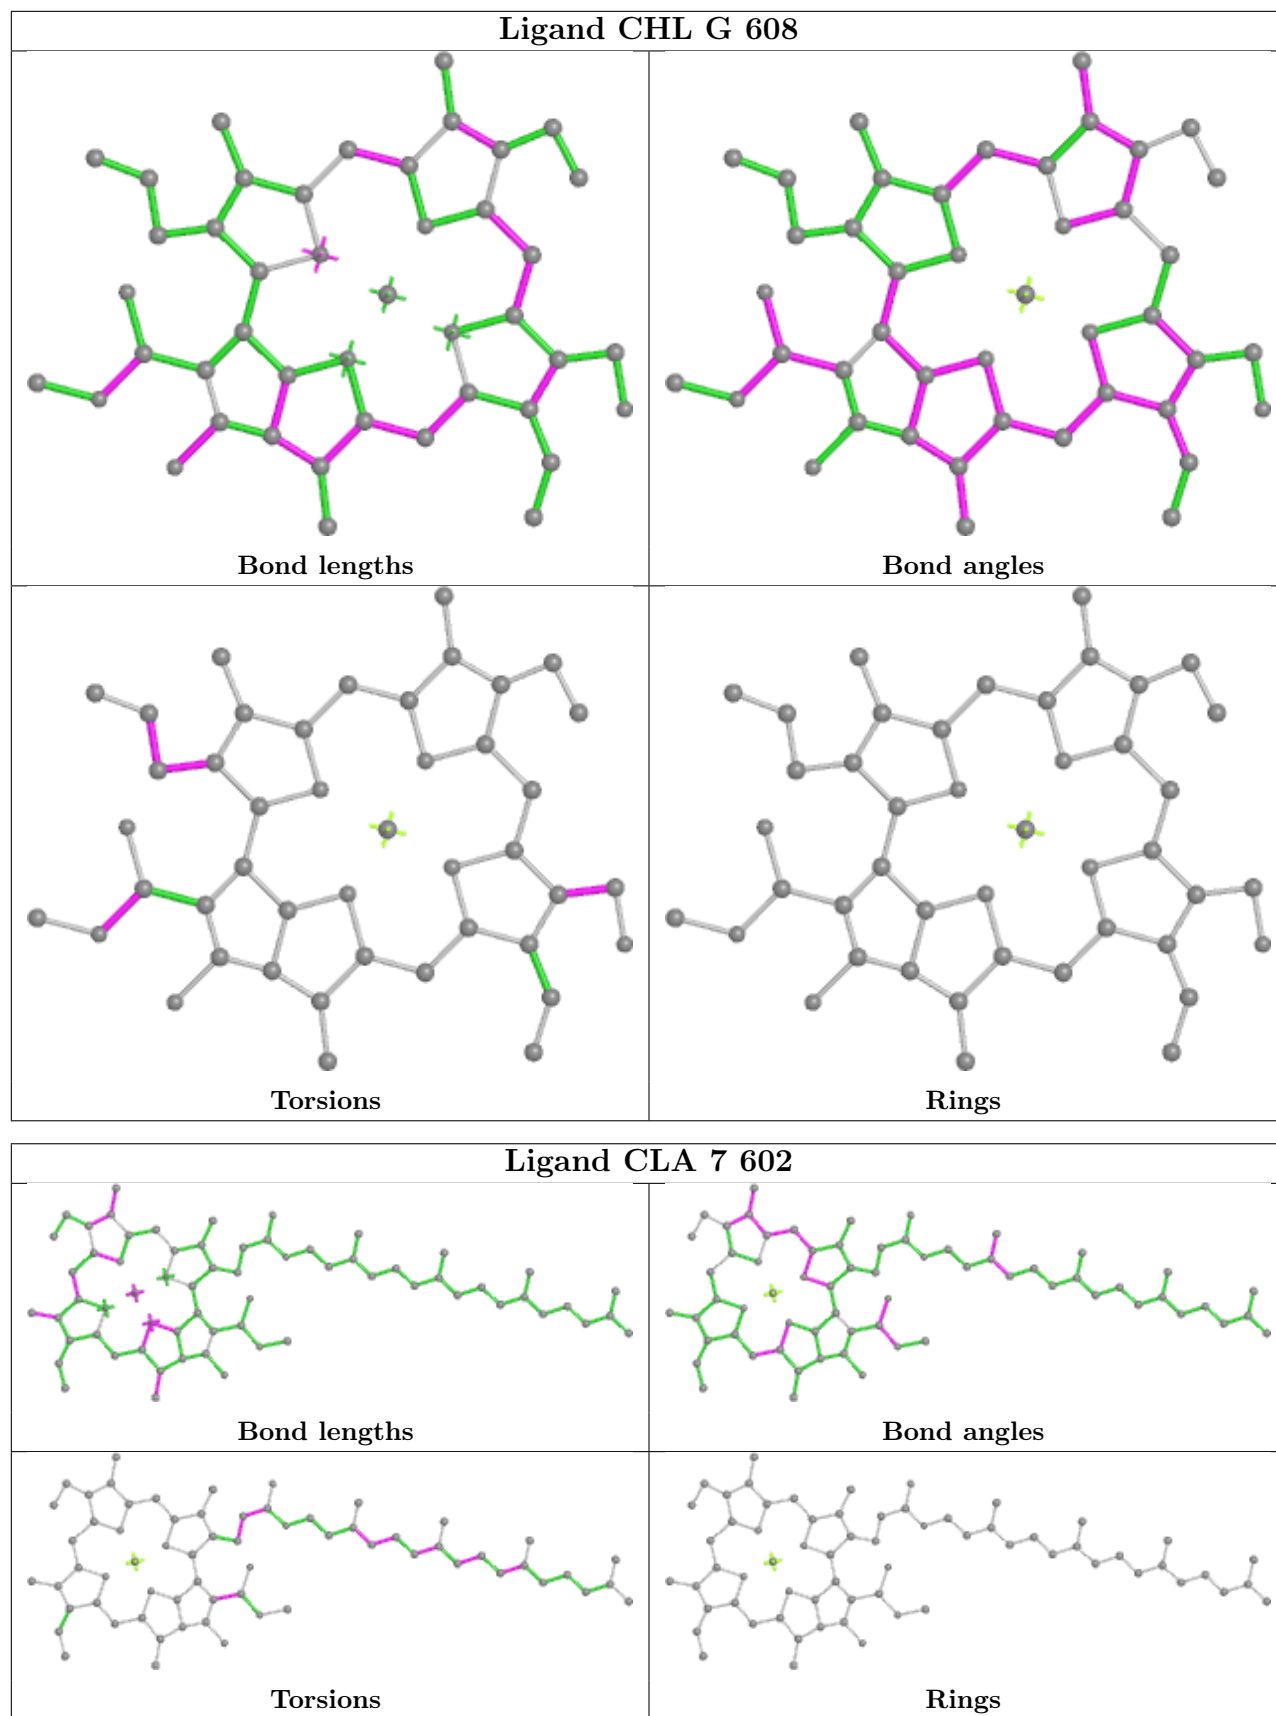 Ligand CHL G 608
Bond lengths
Bond angles
Torsions
Rings
Ligand CLA 7 602
Bond lengths
Bond angles
Torsions
Rings